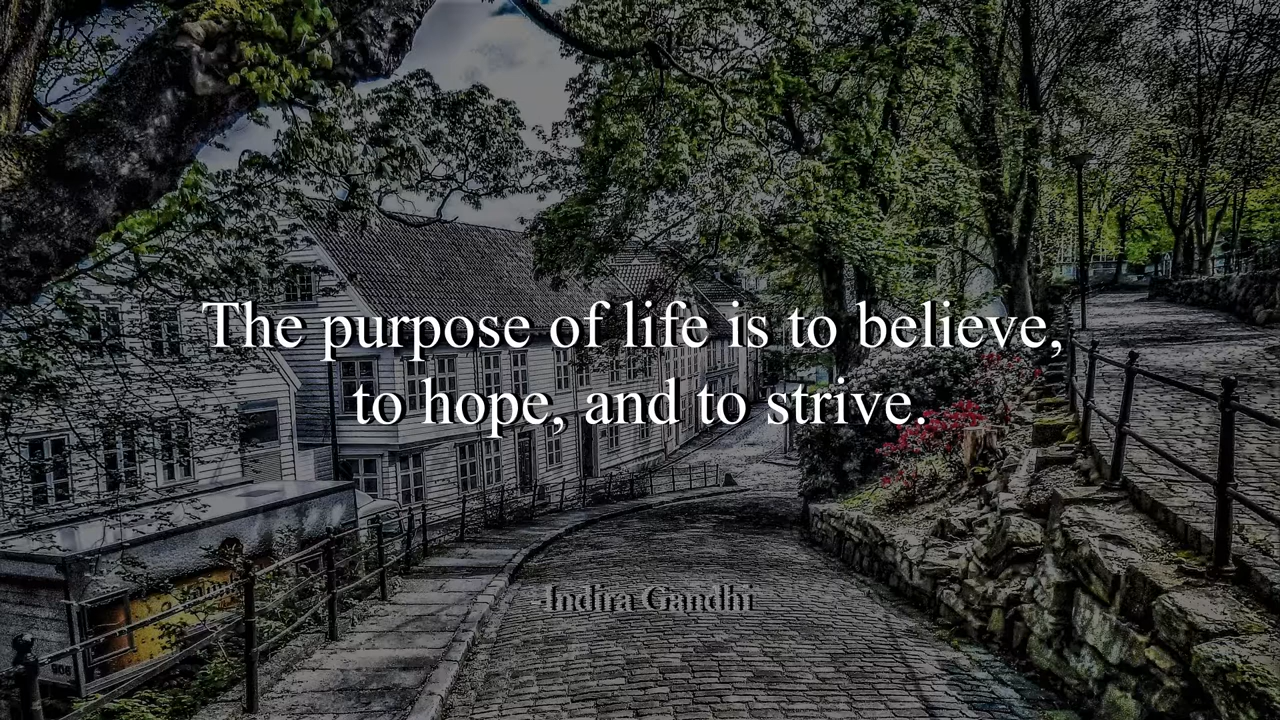 The purpose of life is to believe,
to hope, and to strive.
-Indira Gandhi